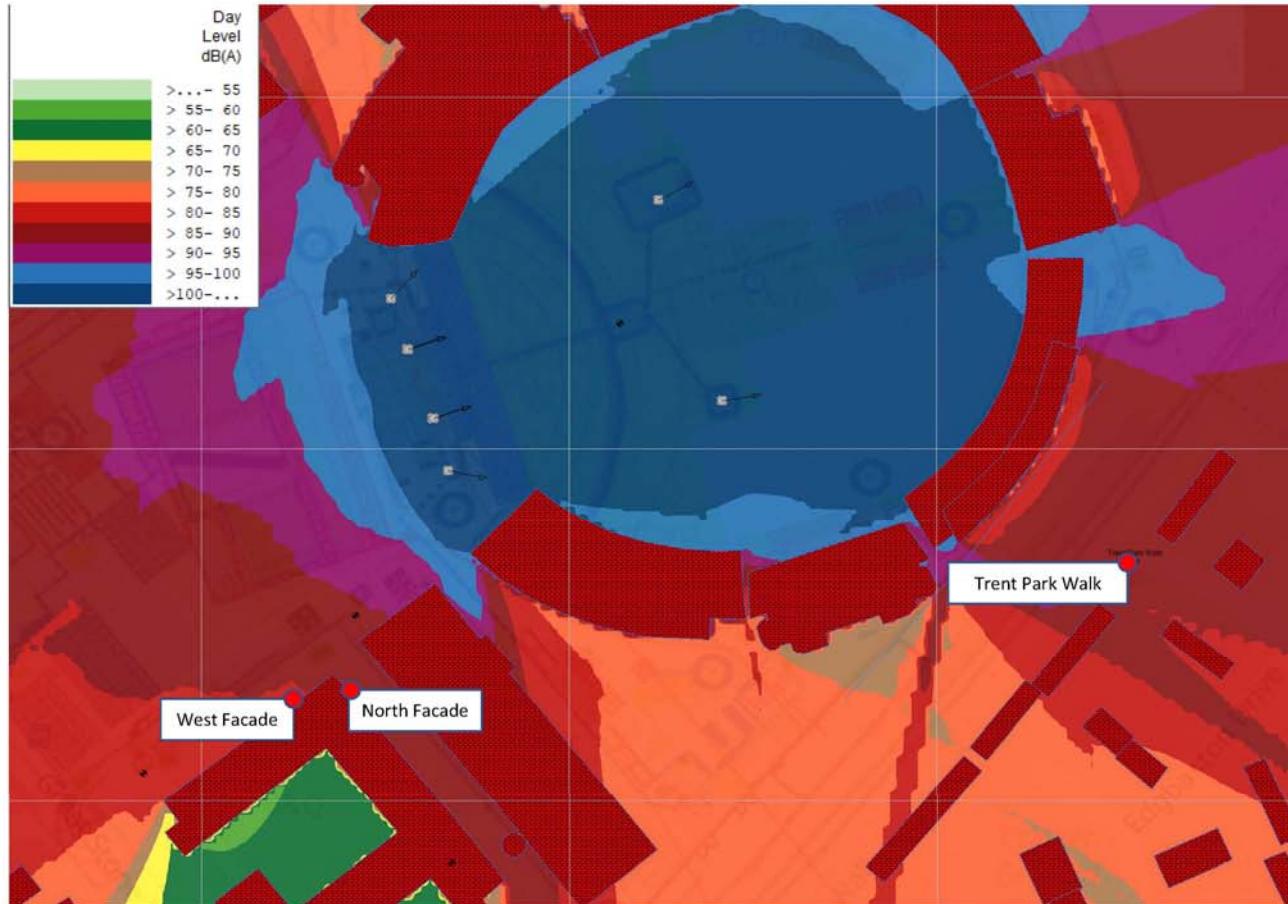 Day
Level
dB(A)
>...- 55
> 55- 60
> 60- 65
> 65- 70
> 70- 75
> 75- 80
> 80- 85
> 85- 90
> 90- 95
> 95-100
>100-...
Trent Park Walk
West Facade
North Facade